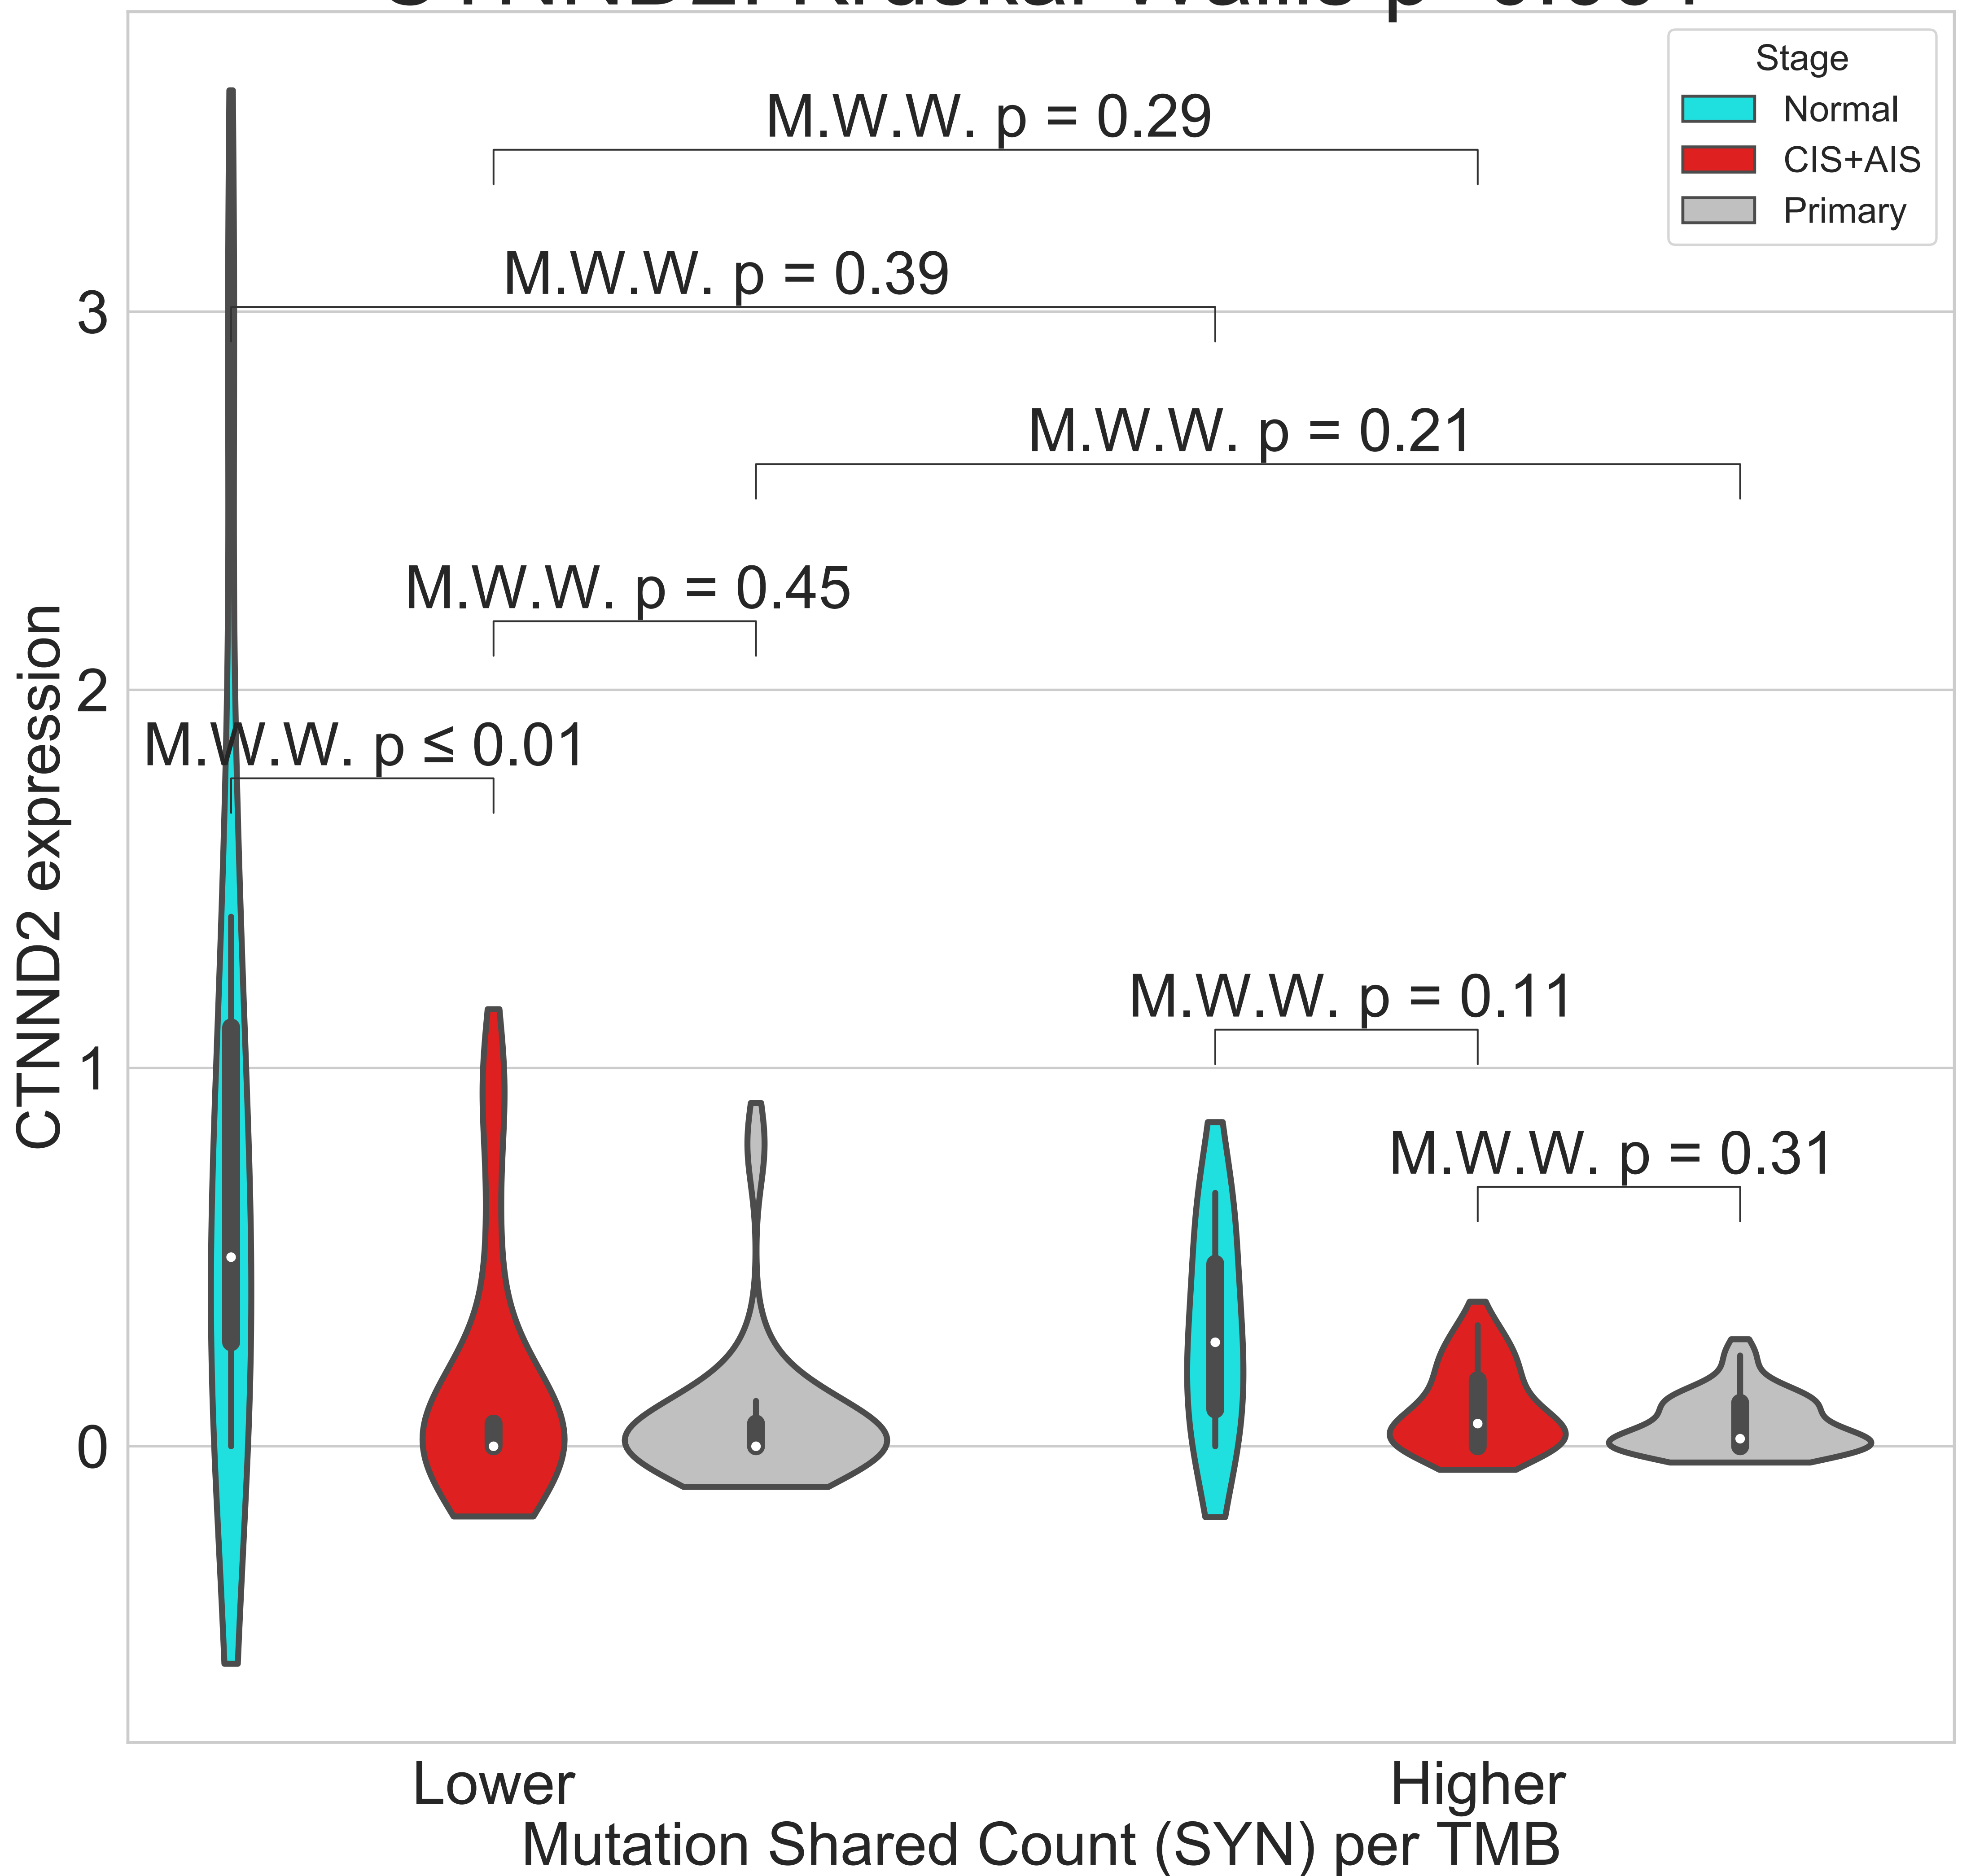 Stage
Normal
CIS+AIS
Primary
M.W.W. p = 0.29
M.W.W. p = 0.39
M.W.W. p = 0.21
M.W.W. p = 0.45
M.W.W. p ≤ 0.01
M.W.W. p = 0.11
M.W.W. p = 0.31
3
2
1
0
CTNND2 expression
Lower
Higher
Mutation Shared Count (SYN) per TMB